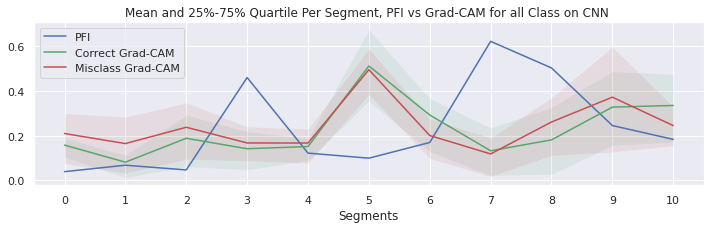 Mean and 25%-75% Quartile Per Segment, PFI vs Grad-CAM for all Class on CNN
PFI
Correct Grad-CAM
Misclass Grad-CAM
0.6
0.4
0.2
0.0
0 1 2 3 4 5 6 7 8 9 10
Segments